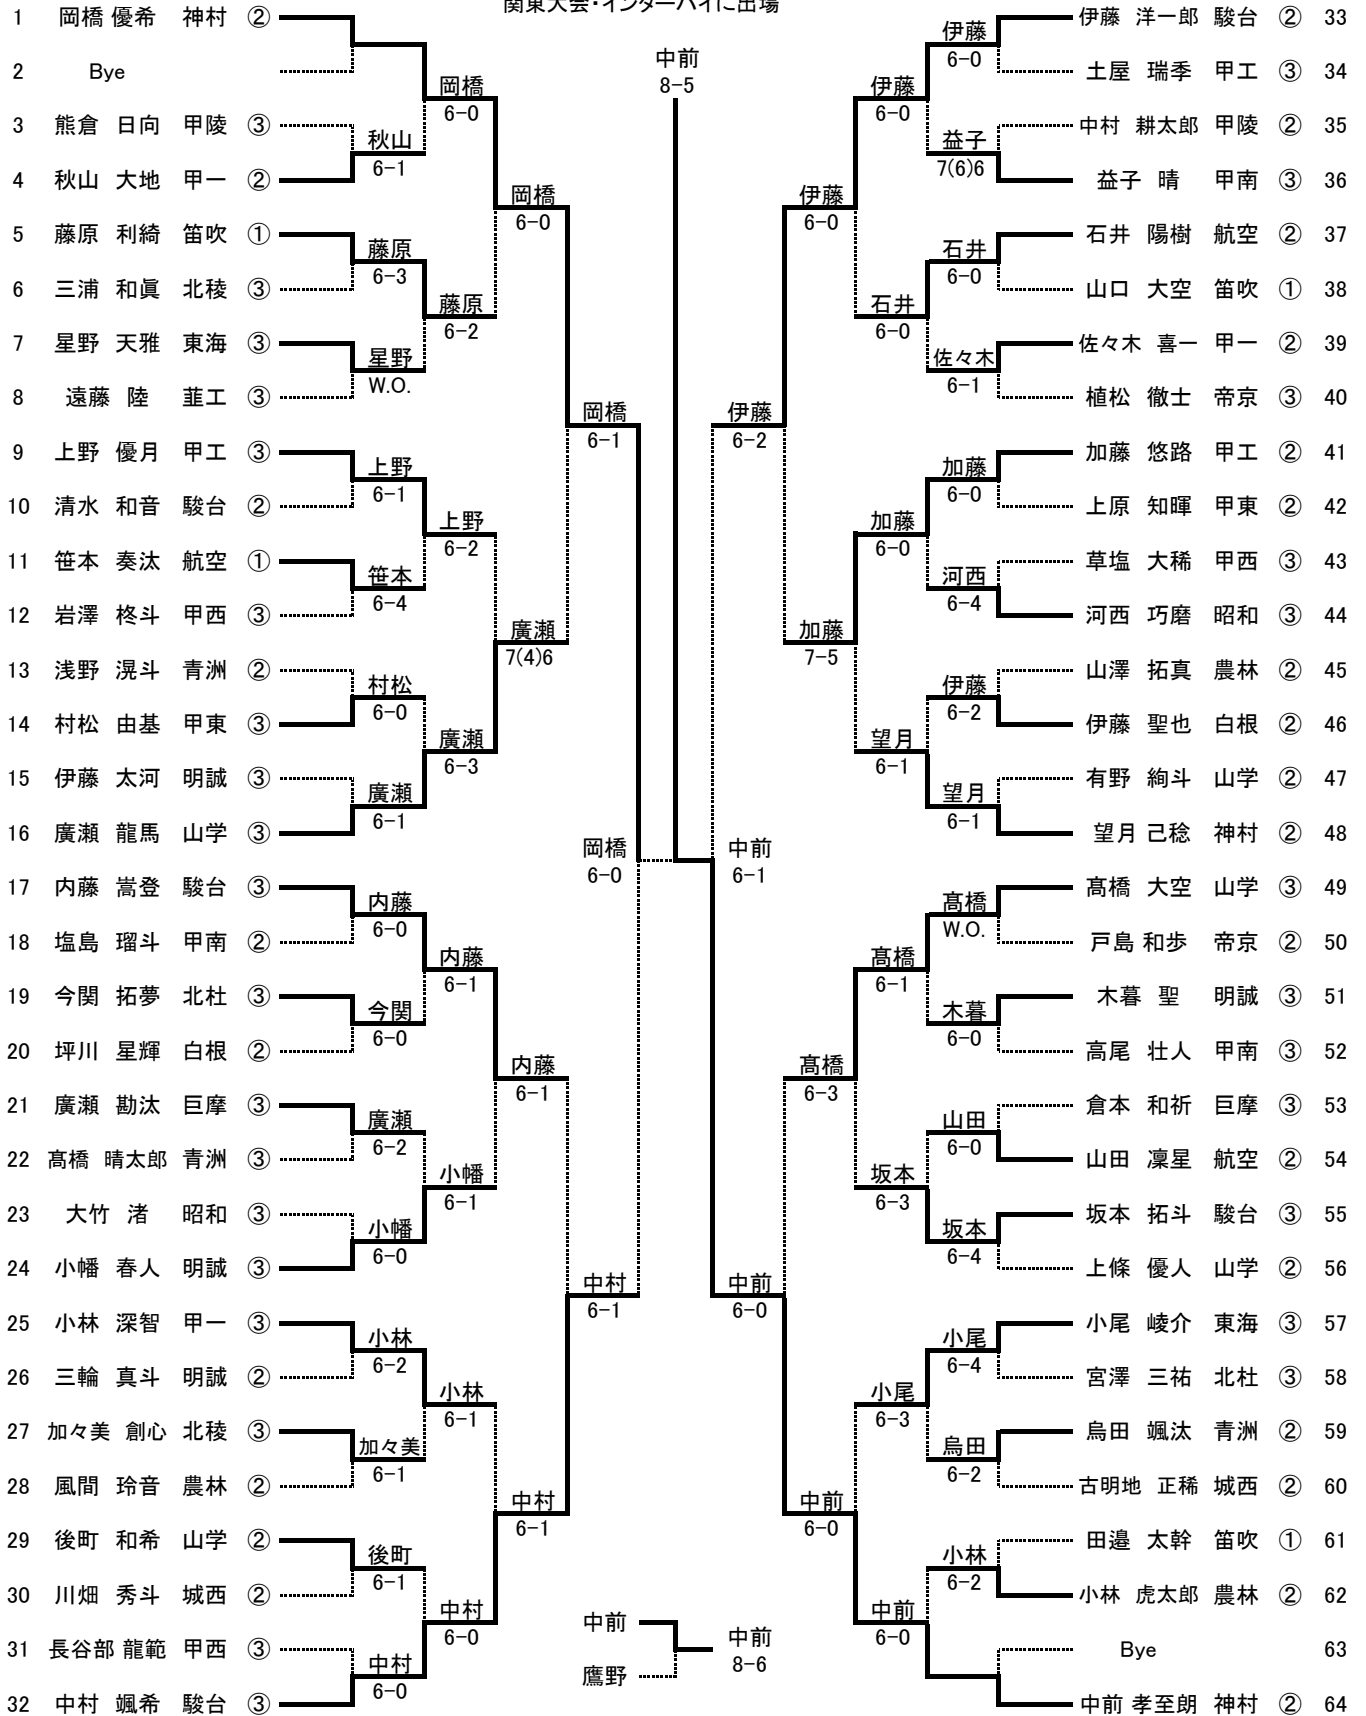 関東大会・インターハイに出場
1 岡橋 優希 神村 ②
2 Bye
3 熊倉 日向 甲陵 ③
4 秋山 大地 甲一 ②
5 藤原 利綺 笛吹 ①
6 三浦 和眞 北稜 ③
7 星野 天雅 東海 ③
8 遠藤 陸 韮工 ③
9 上野 優月 甲工 ③
10 清水 和音 駿台 ②
11 笹本 奏汰 航空 ①
12 岩澤 柊斗 甲西 ③
13 浅野 滉斗 青洲 ②
14 村松 由基 甲東 ③
15 伊藤 太河 明誠 ③
16 廣瀬 龍馬 山学 ③
17 内藤 嵩登 駿台 ③
18 塩島 瑠斗 甲南 ②
19 今関 拓夢 北杜 ③
20 坪川 星輝 白根 ②
21 廣瀬 勘汰 巨摩 ③
22 髙橋 晴太郎 青洲 ③
23 大竹 渚 昭和 ③
24 小幡 春人 明誠 ③
25 小林 深智 甲一 ③
26 三輪 真斗 明誠 ②
27 加々美 創心 北稜 ③
28 風間 玲音 農林 ②
29 後町 和希 山学 ②
30 川畑 秀斗 城西 ②
31 長谷部 龍範 甲西 ③
32 中村 颯希 駿台 ③
秋山
6-1
藤原
6-3
星野
W.O.
上野
6-1
笹本
6-4
村松
6-0
廣瀬
6-1
内藤
6-0
今関
6-0
廣瀬
6-2
小幡
6-0
小林
6-2
加々美
6-1
後町
6-1
中村
6-0
岡橋
6-0
藤原
6-2
上野
6-2
廣瀬
6-3
内藤
6-1
小幡
6-1
小林
6-1
中村
6-0
岡橋
6-0
廣瀬
7(4)6
内藤
6-1
中村
6-1
岡橋
6-1
中村
6-1
岡橋
6-0
中前
8-5
中前
6-1
伊藤
6-2
中前
6-0
伊藤
6-0
加藤
7-5
髙橋
6-3
中前
6-0
伊藤
6-0
石井
6-0
加藤
6-0
望月
6-1
髙橋
6-1
坂本
6-3
小尾
6-3
中前
6-0
伊藤
6-0
益子
7(6)6
石井
6-0
佐々木
6-1
加藤
6-0
河西
6-4
伊藤
6-2
望月
6-1
髙橋
W.O.
木暮
6-0
山田
6-0
坂本
6-4
小尾
6-4
烏田
6-2
小林
6-2
伊藤 洋一郎 駿台 ② 33
土屋 瑞季 甲工 ③ 34
中村 耕太郎 甲陵 ② 35
益子 晴 甲南 ③ 36
石井 陽樹 航空 ② 37
山口 大空 笛吹 ① 38
佐々木 喜一 甲一 ② 39
植松 徹士 帝京 ③ 40
加藤 悠路 甲工 ② 41
上原 知暉 甲東 ② 42
草塩 大稀 甲西 ③ 43
河西 巧磨 昭和 ③ 44
山澤 拓真 農林 ② 45
伊藤 聖也 白根 ② 46
有野 絢斗 山学 ② 47
望月 己稔 神村 ② 48
髙橋 大空 山学 ③ 49
戸島 和歩 帝京 ② 50
木暮 聖 明誠 ③ 51
高尾 壮人 甲南 ③ 52
倉本 和祈 巨摩 ③ 53
山田 凜星 航空 ② 54
坂本 拓斗 駿台 ③ 55
上條 優人 山学 ② 56
小尾 崚介 東海 ③ 57
宮澤 三祐 北杜 ③ 58
烏田 颯汰 青洲 ② 59
古明地 正稀 城西 ② 60
田邉 太幹 笛吹 ① 61
小林 虎太郎 農林 ② 62
Bye 63
中前 孝至朗 神村 ② 64
中前
鷹野
中前
8-6